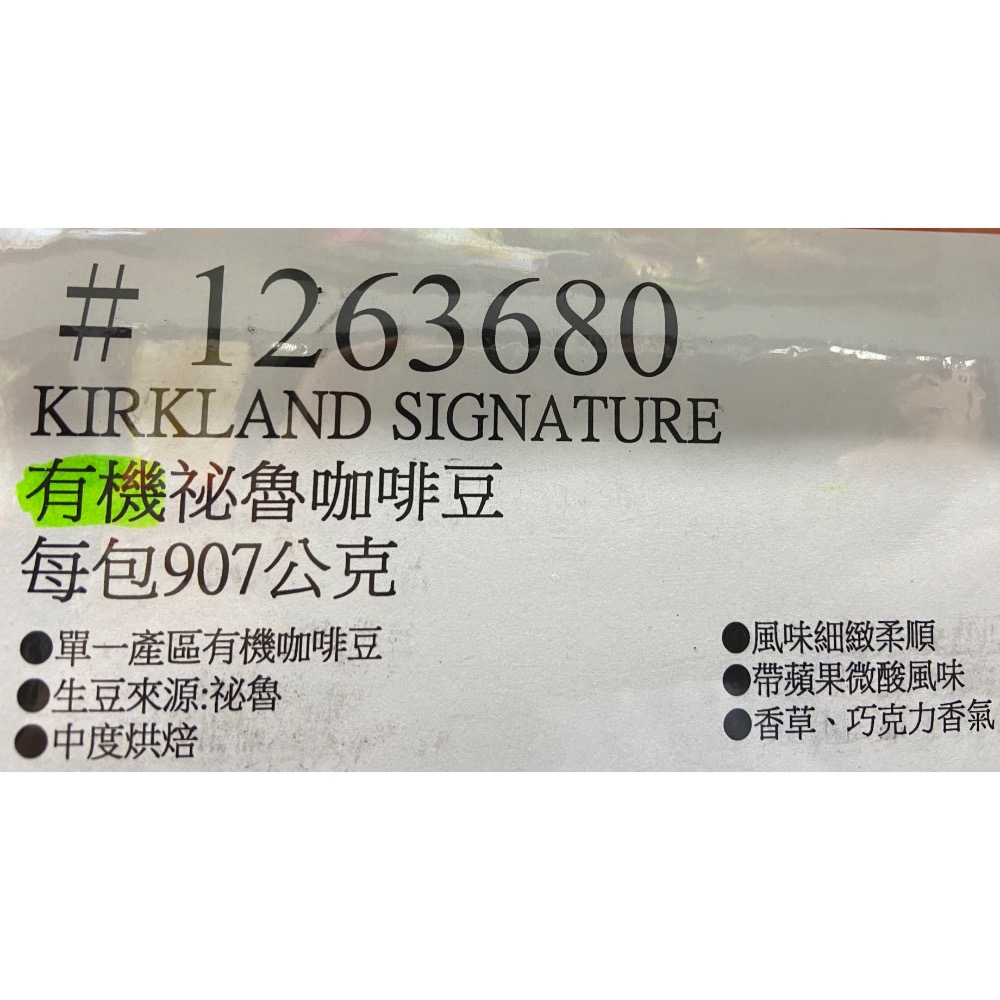 #1263680
KIRKLAND SIGNATURE
有機祕魯咖啡豆
每包907公克
●單一產區有機咖啡豆
●生豆來源:祕魯
●中度烘焙
●風味細緻柔順
●帶蘋果微酸風味
●香草、巧克力香氣